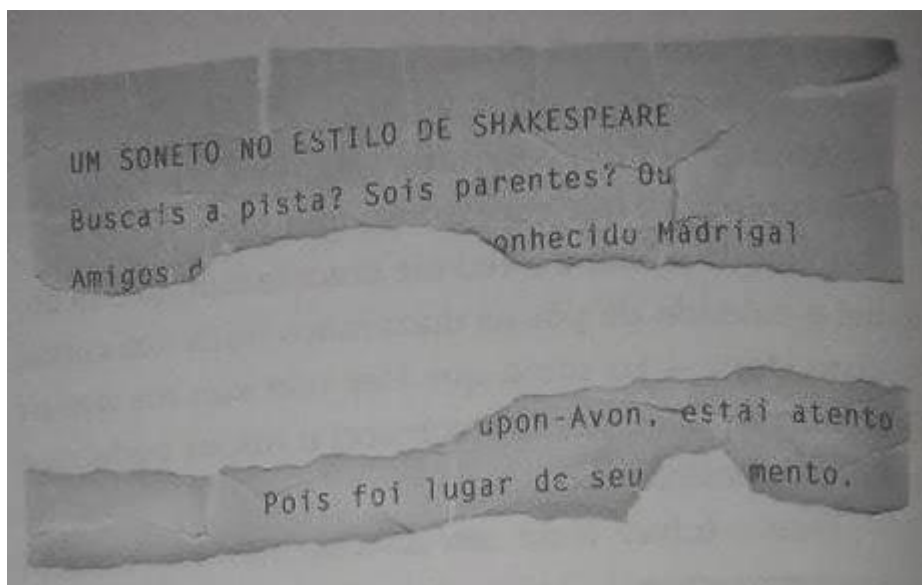 UM SONETO NO ESTILO DE SHAKESPEARE
Buscais a pista? Sois parentes? Ou
Amigos d onhecido Madrigal
upon-Avon, estai atento
Pois foi lugar de seu mento.